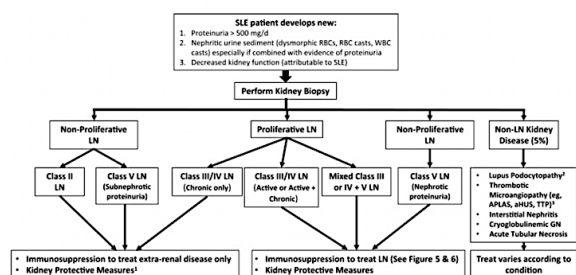 SLE patient develops new:
1. Proteinuria > 500 mg/d
2. Nephritic urine sediment (dysmorphic RBCs, RBC casts, WBC
casts) especially if combined with evidence of proteinuria
3. Decreased kidney function (attributable to SLE)
Perform Kidney Biopsy
Non-Proliferative
LN
Proliferative LN
Non-Proliferative
LN
Non-LN Kidney
Disease (5%)
Class II
LN
Class V LN
(Subnephrotic
proteinuria)
Class III/IV LN
(Chronic only)
Class III/IV LN
(Active or Active +
Chronic)
Mixed Class III
or IV + V LN
Class V LN
(Nephrotic
proteinuria)
• Lupus Podocytopathy²
• Thrombotic
Microangiopathy (eg,
APLAS, aHUS, TTP)³
• Interstitial Nephritis
• Cryoglobulinemic GN
• Acute Tubular Necrosis
• Immunosuppression to treat extra-renal disease only
• Kidney Protective Measures¹
• Immunosuppression to treat LN (See Figure 5 & 6)
• Kidney Protective Measures
Treat varies according to
condition